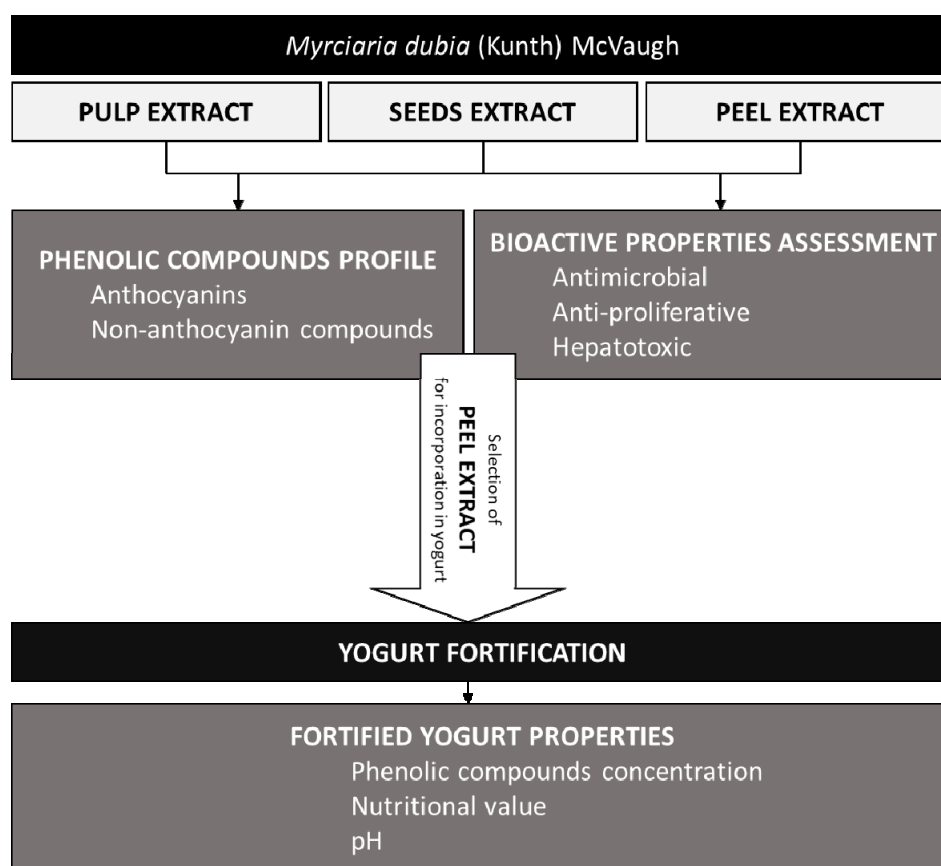 Myrciaria dubia (Kunth) McVaugh
PULP EXTRACT
SEEDS EXTRACT
PEEL EXTRACT
PHENOLIC COMPOUNDS PROFILE
Anthocyanins
Non-anthocyanin compounds
BIOACTIVE PROPERTIES ASSESSMENT
Antimicrobial
Anti-proliferative
Hepatotoxic
Selection of
PEEL EXTRACT
for incorporation in yogurt
YOGURT FORTIFICATION
FORTIFIED YOGURT PROPERTIES
Phenolic compounds concentration
Nutritional value
pH